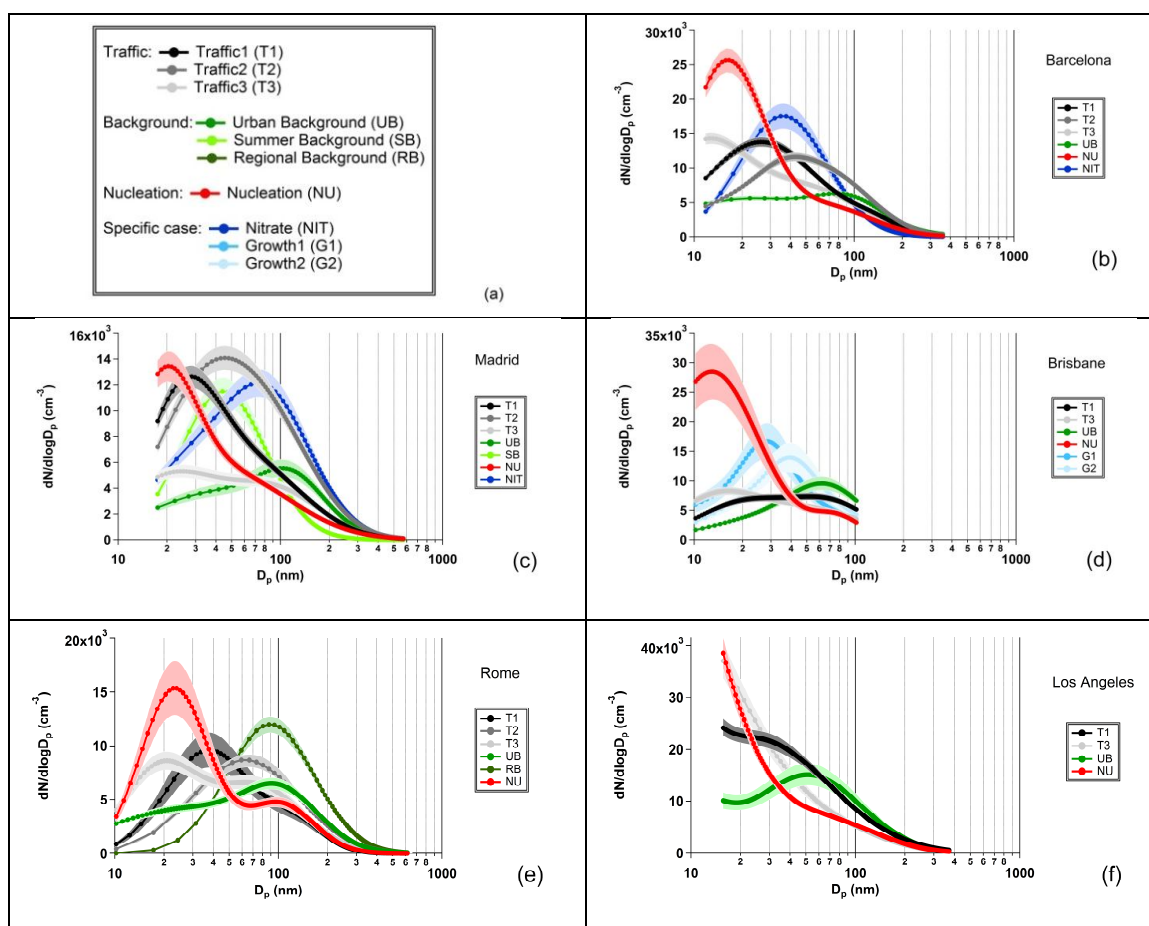 Traffic: Traffic1 (T1)
Traffic2 (T2)
Traffic3 (T3)
Background: Urban Background (UB)
Summer Background (SB)
Regional Background (RB)
Nucleation: Nucleation (NU)
Specific case: Nitrate (NIT)
Growth1 (G1)
Growth2 (G2)
(a)
30x10³
25
20
15
10
5
0
dN/dlogDp (cm⁻³)
Barcelona
T1
T2
T3
UB
NU
NIT
10 2 3 4 5 6 7 8 100 2 3 4 5 6 7 8 1000
Dp (nm)
(b)
16x10³
14
12
10
8
6
4
2
0
dN/dlogDp (cm⁻³)
Madrid
T1
T2
T3
UB
SB
NU
NIT
10 2 3 4 5 6 7 8 100 2 3 4 5 6 7 8 1000
Dp (nm)
(c)
35x10³
30
25
20
15
10
5
0
dN/dlogDp (cm⁻³)
Brisbane
T1
T3
UB
NU
G1
G2
10 2 3 4 5 6 7 8 100 2 3 4 5 6 7 8 1000
Dp (nm)
(d)
20x10³
15
10
5
0
dN/dlogDp (cm⁻³)
Rome
T1
T2
T3
UB
RB
NU
10 2 3 4 5 6 7 8 100 2 3 4 5 6 7 8 1000
Dp (nm)
(e)
40x10³
30
20
10
0
dN/dlogDp (cm⁻³)
Los Angeles
T1
T3
UB
NU
10 2 3 4 5 6 7 8 100 2 3 4 5 6 7 8 1000
Dp (nm)
(f)